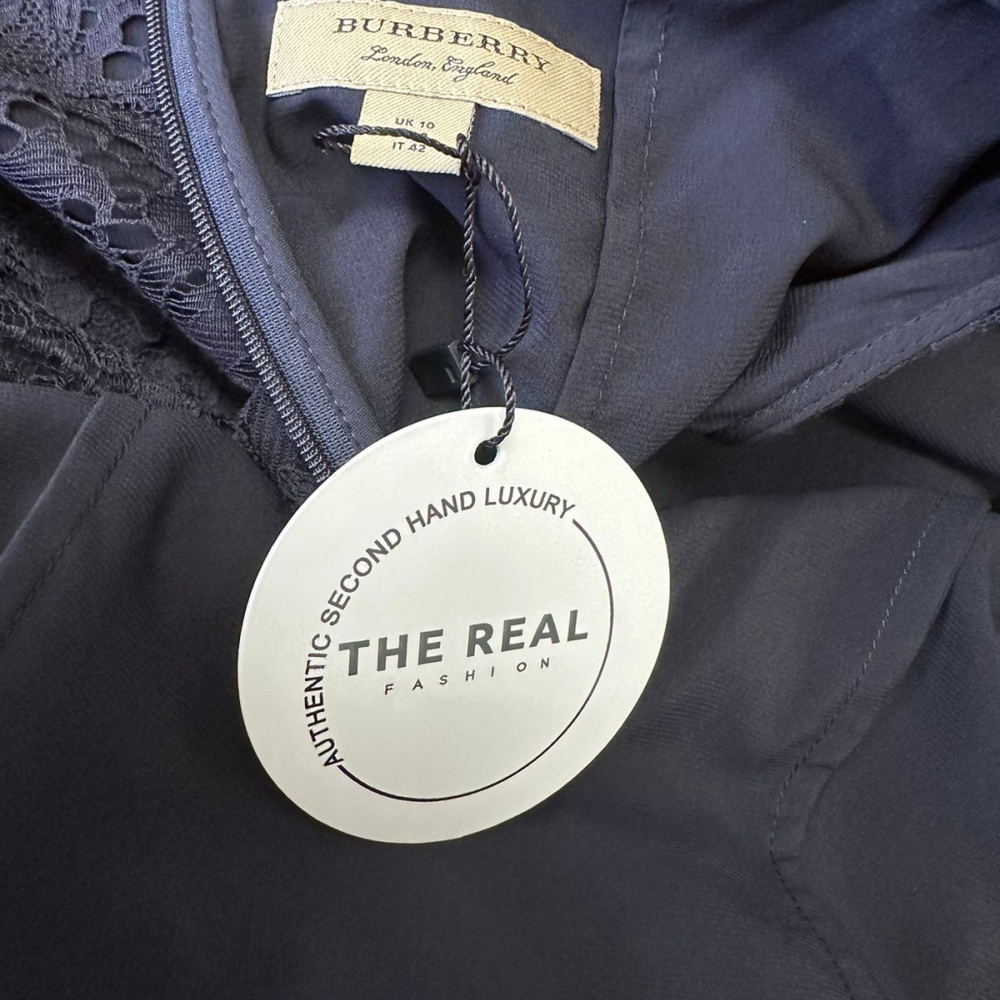 BURBERRY
London, England
UK 10
IT 42
AUTHENTIC SECOND HAND LUXURY
THE REAL
FASHION